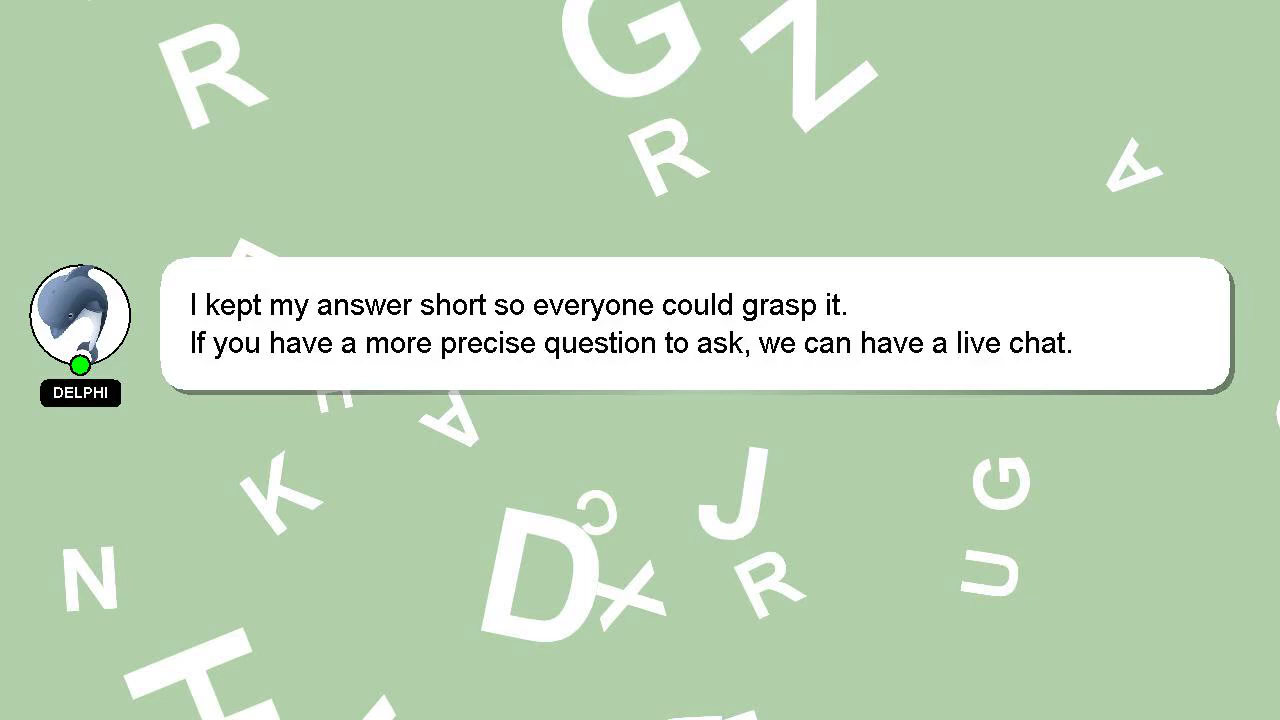 R
G
Z
R
A
I kept my answer short so everyone could grasp it.
If you have a more precise question to ask, we can have a live chat.
DELPHI
A
K
J
G
D
C
N
X
R
U